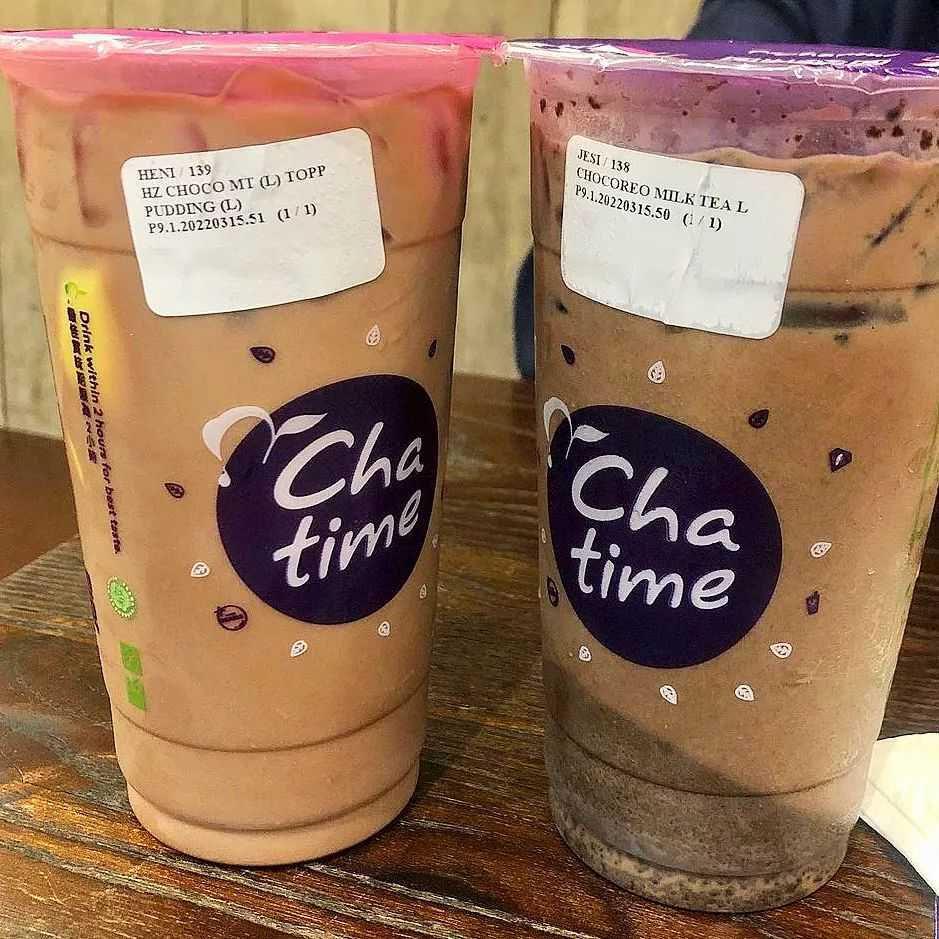 HENI / 139
HZ CHOCO MT (L) TOPP
PUDDING (L)
P9.1.20220315.51 (1 / 1)
JESI / 138
CHOCOREO MILK TEA L
P9.1.20220315.50 (1 / 1)
Drink within 2 hours for best taste.
Cha
time
Cha
time